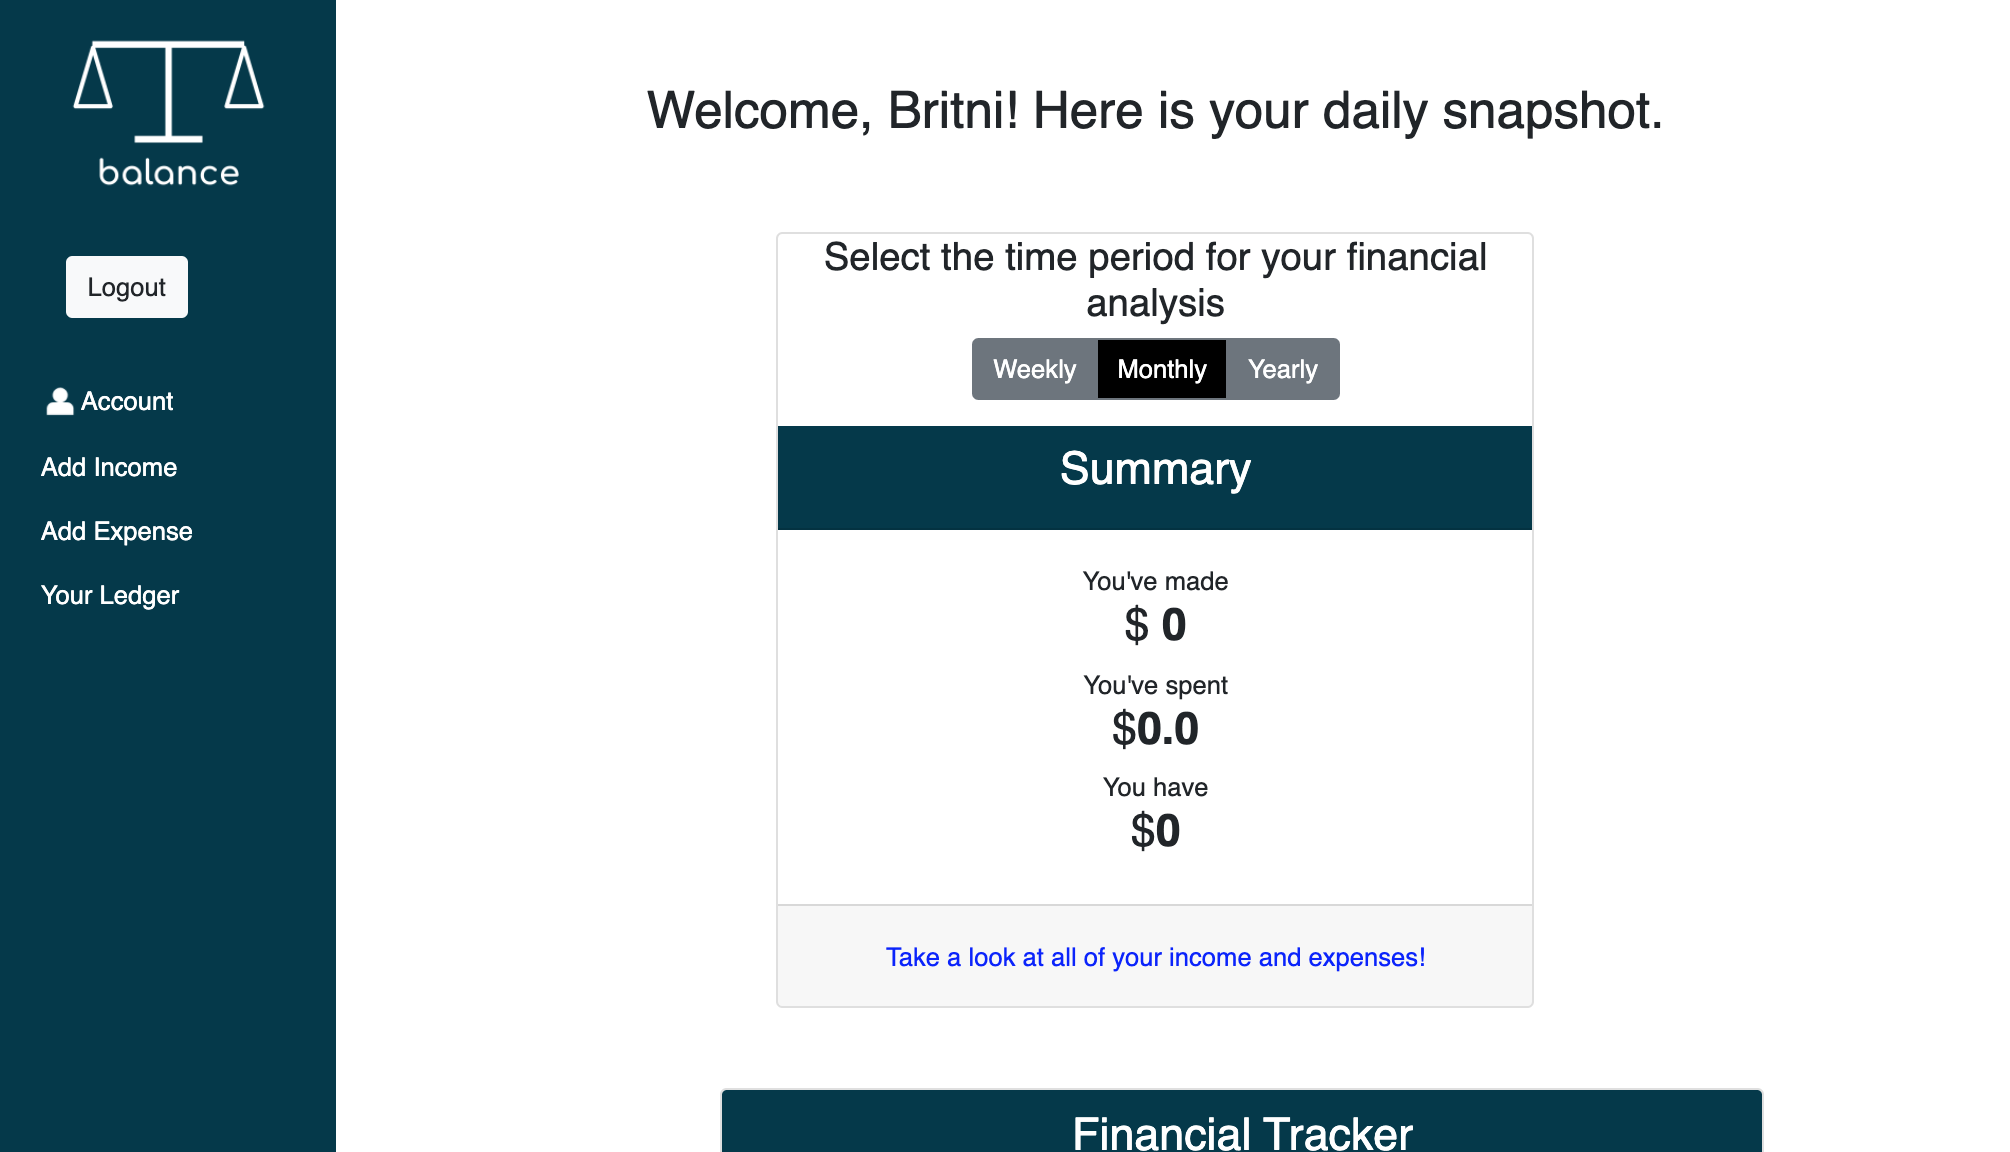 balance
Logout
Account
Add Income
Add Expense
Your Ledger
Welcome, Britni! Here is your daily snapshot.
Select the time period for your financial
analysis
Weekly Monthly Yearly
Summary
You've made
$ 0
You've spent
$0.0
You have
$0
Take a look at all of your income and expenses!
Financial Tracker